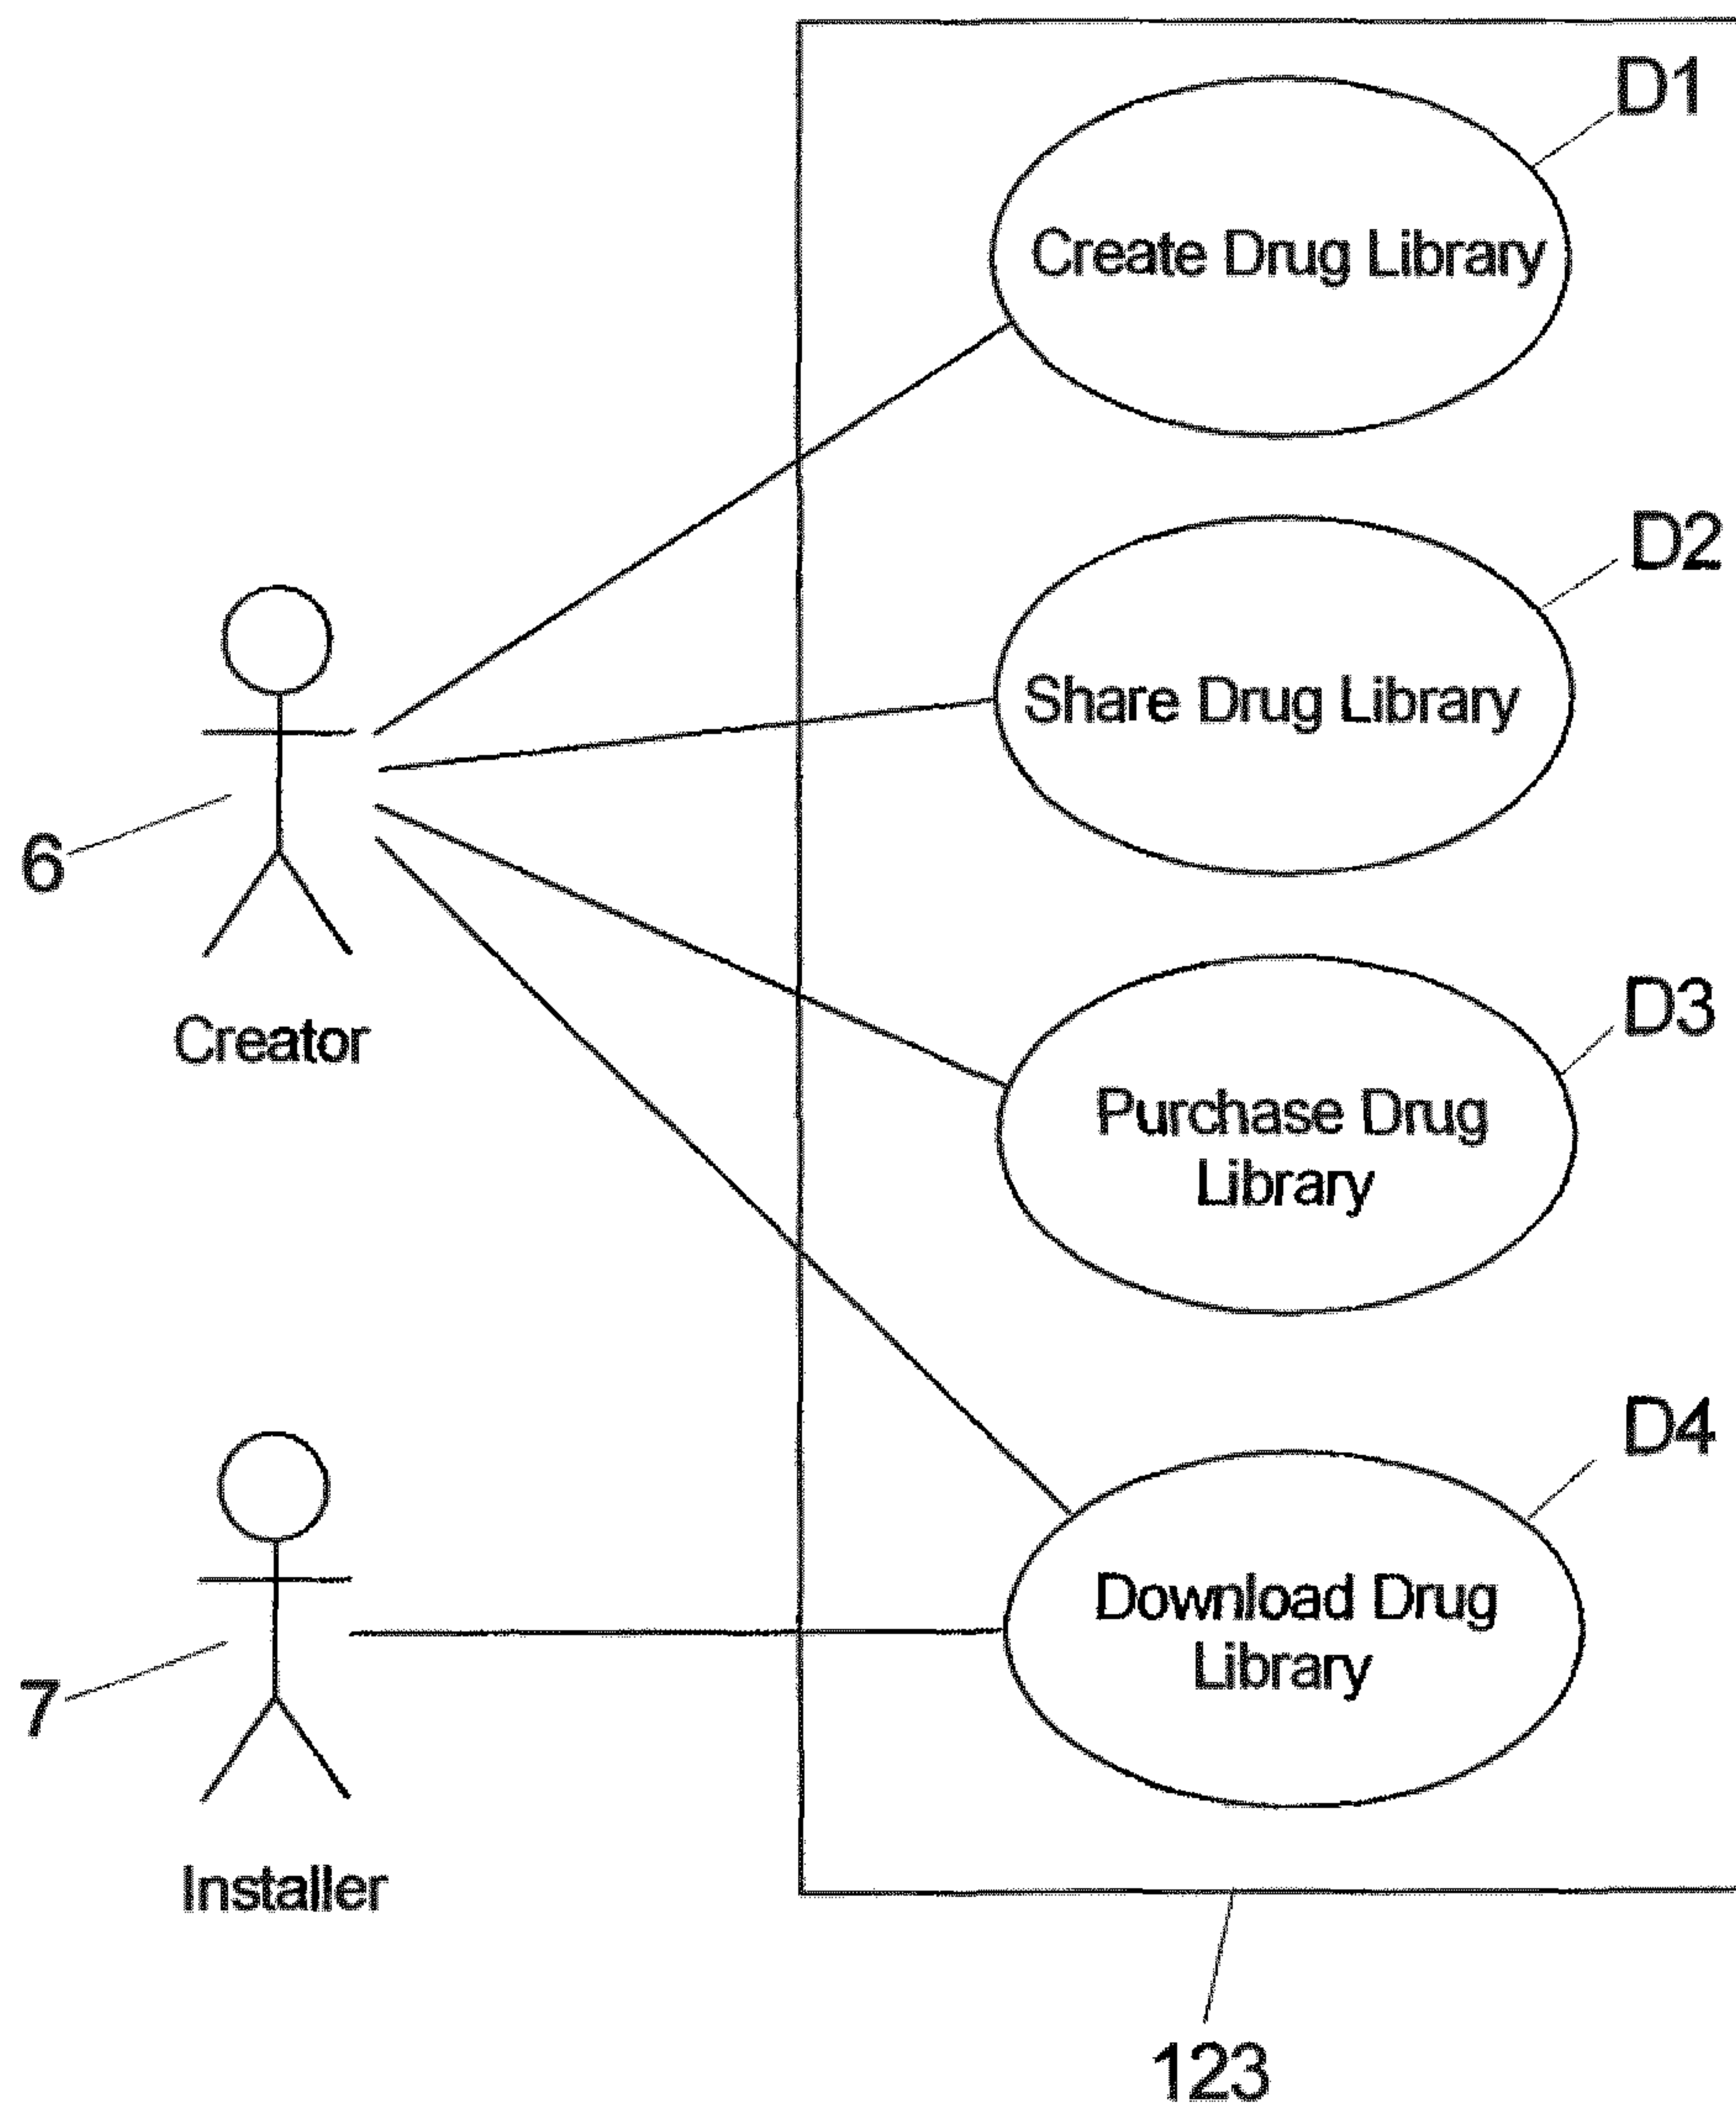 D1
Create Drug Library
D2
Share Drug Library
6
Creator
D3
Purchase Drug
Library
D4
Download Drug
Library
7
Installer
123